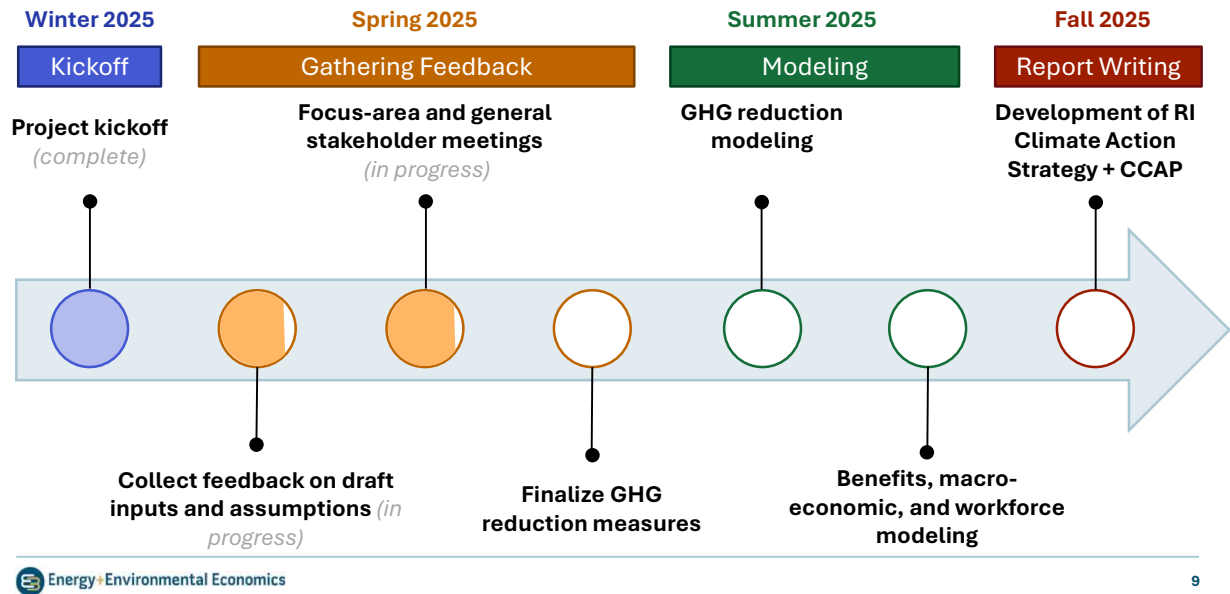 Winter 2025
Spring 2025
Summer 2025
Fall 2025
Kickoff
Gathering Feedback
Modeling
Report Writing
Project kickoff
(complete)
Focus-area and general
stakeholder meetings
(in progress)
GHG reduction
modeling
Development of RI
Climate Action
Strategy + CCAP
Collect feedback on draft
inputs and assumptions (in
progress)
Finalize GHG
reduction measures
Benefits, macro-
economic, and workforce
modeling
Energy+Environmental Economics
9